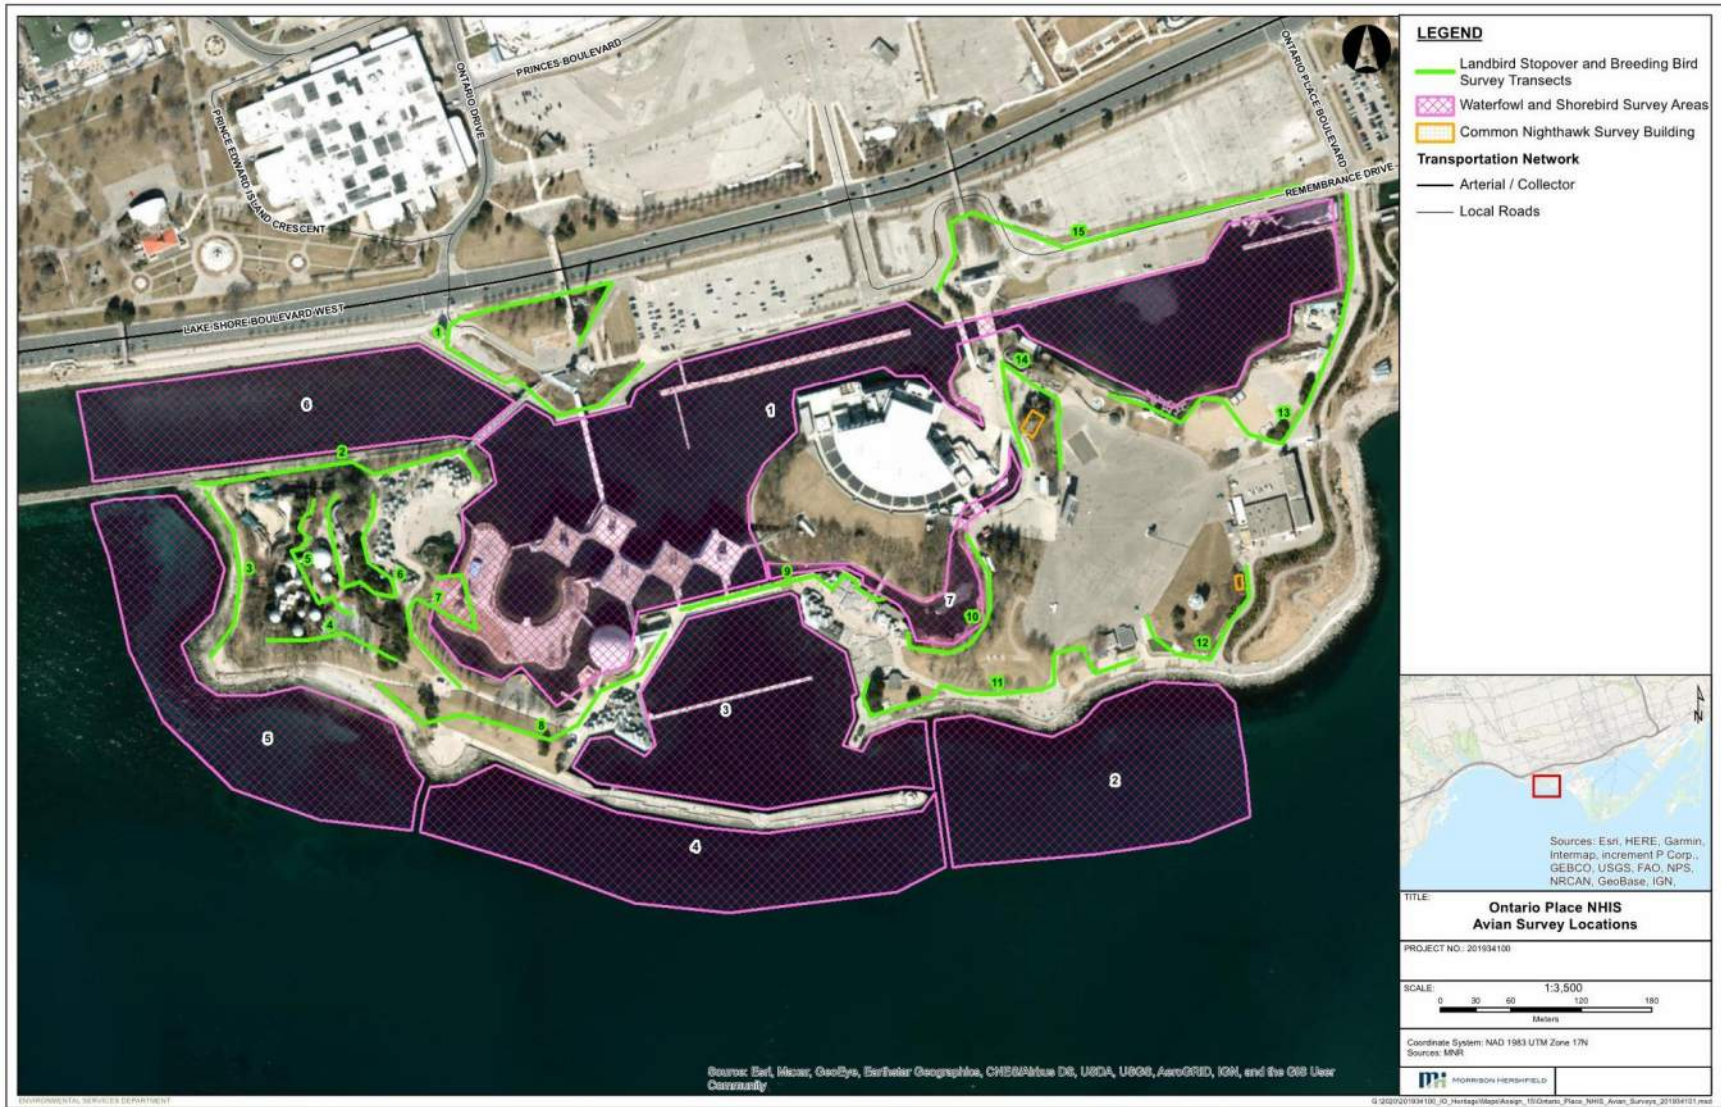 LEGEND
Landbird Stopover and Breeding Bird
Survey Transects
Waterfowl and Shorebird Survey Areas
Common Nighthawk Survey Building
Transportation Network
Arterial / Collector
Local Roads
PRINCES BOULEVARD
ONTARIO DRIVE
PRINCE EDWARD ISLAND CRESCENT
ONTARIO PLACE BOULEVARD
REMEMBRANCE DRIVE
LAKE SHORE BOULEVARD WEST
15
1
14
6
1
13
2
3
5
6
7
4
9
7
10
12
11
8
3
5
2
4
N
Sources: Esri, HERE, Garmin,
Intermap, increment P Corp.,
GEBCO, USGS, FAO, NPS,
NRCAN, GeoBase, IGN,
TITLE:
Ontario Place NHIS
Avian Survey Locations
PROJECT NO.: 201934100
SCALE: 1:3,500
0 30 60 120 180
Meters
Coordinate System: NAD 1983 UTM Zone 17N
Sources: MNR
MORRISON HERSHFIELD
Source: Esri, Maxar, GeoEye, Earthstar Geographics, CNES/Airbus DS, USDA, USGS, AeroGRID, IGN, and the GIS User
Community
ENVIRONMENTAL SERVICES DEPARTMENT